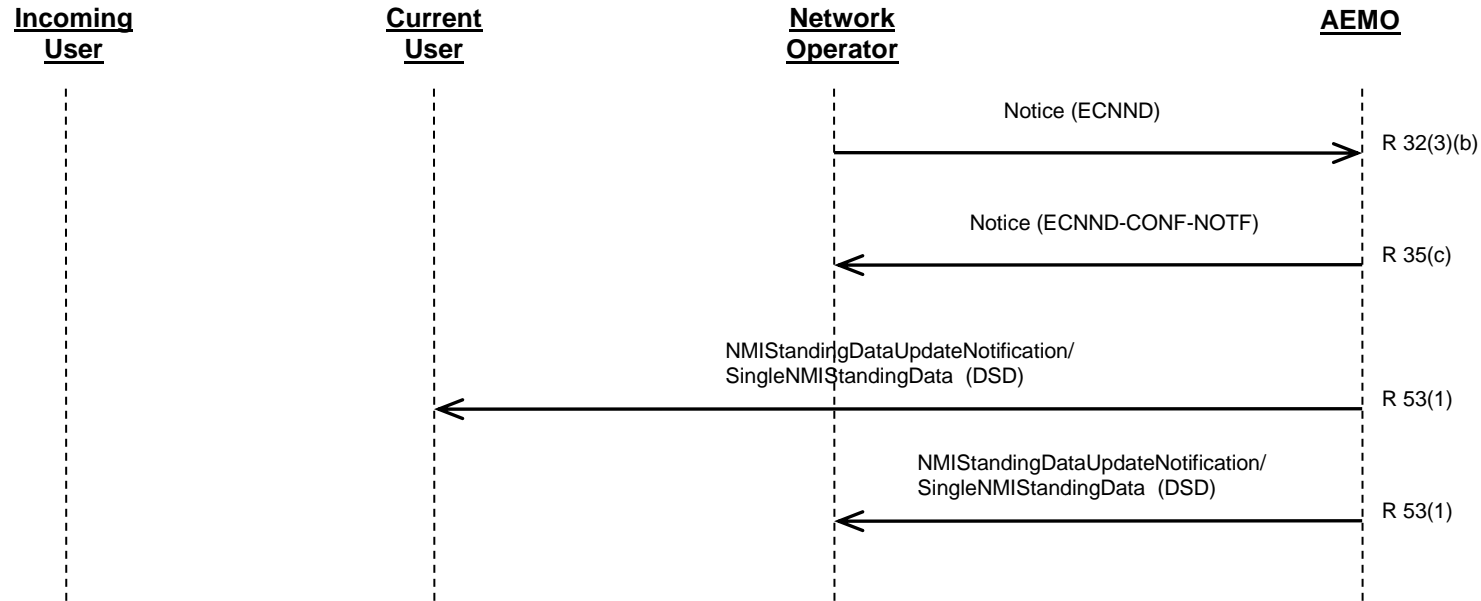 Incoming
User
Current
User
Network
Operator
AEMO
Notice (ECNND)
R 32(3)(b)
Notice (ECNND-CONF-NOTF)
R 35(c)
NMIStandingDataUpdateNotification/
SingleNMIStandingData (DSD)
R 53(1)
NMIStandingDataUpdateNotification/
SingleNMIStandingData (DSD)
R 53(1)